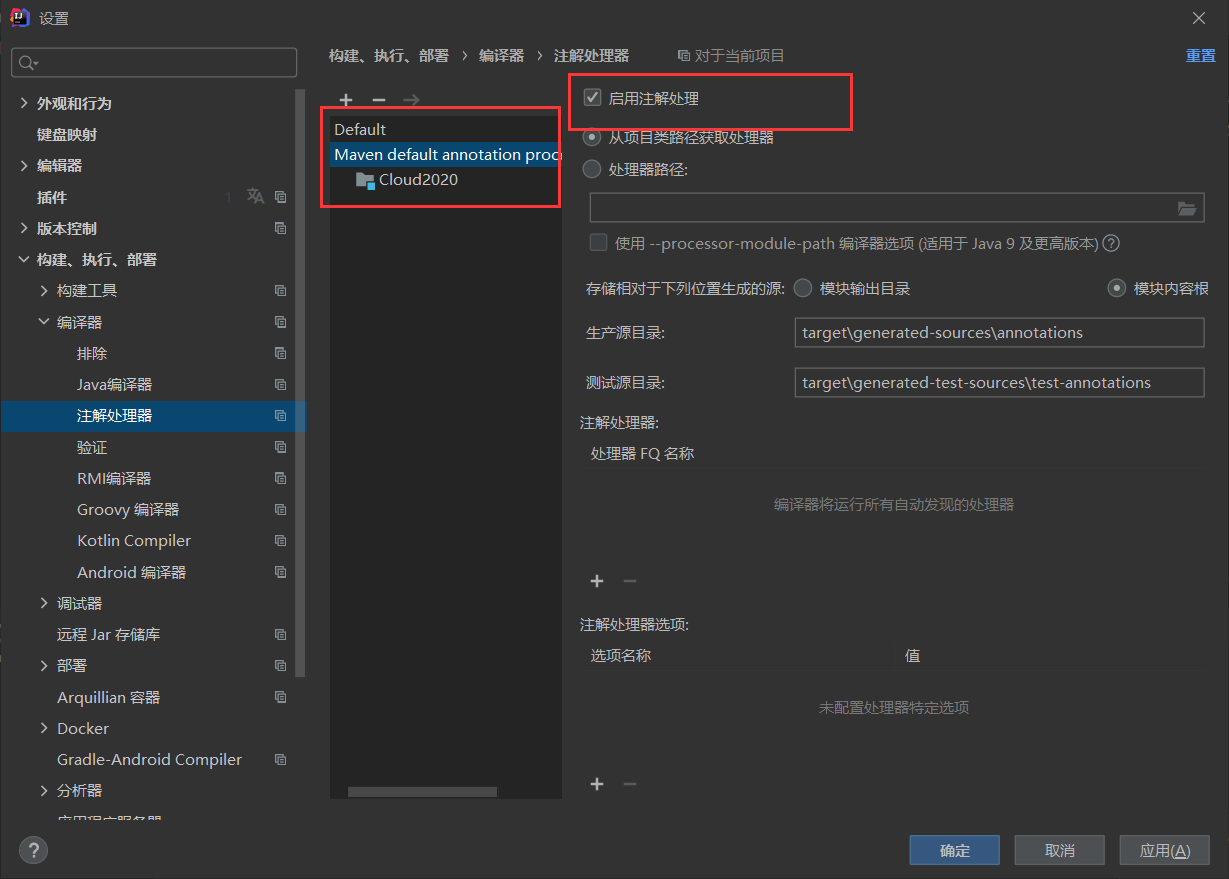 设置
外观和行为
键盘映射
编辑器
插件
1
版本控制
构建、执行、部署
构建工具
编译器
排除
Java编译器
注解处理器
验证
RMI编译器
Groovy 编译器
Kotlin Compiler
Android 编译器
调试器
远程 Jar 存储库
部署
Arquillian 容器
Docker
Gradle-Android Compiler
分析器
构建、执行、部署 › 编译器 › 注解处理器 对于当前项目 重置
Default
Maven default annotation proc
Cloud2020
启用注解处理
从项目类路径获取处理器
处理器路径:
使用 --processor-module-path 编译器选项 (适用于 Java 9 及更高版本) ?
存储相对于下列位置生成的源: 模块输出目录 模块内容根
生产源目录: target\generated-sources\annotations
测试源目录: target\generated-test-sources\test-annotations
注解处理器:
处理器 FQ 名称
编译器将运行所有自动发现的处理器
注解处理器选项:
选项名称 值
未配置处理器特定选项
? 确定 取消 应用(A)